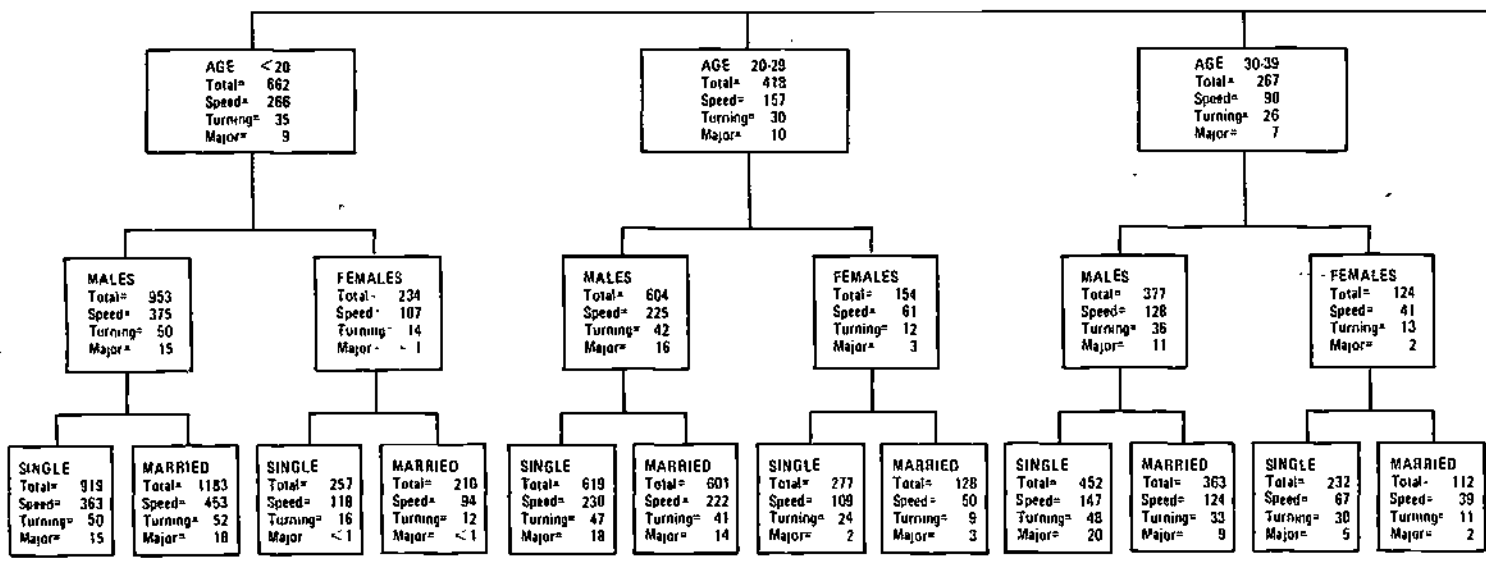 AGE <20
Total= 662
Speed= 266
Turning= 35
Major= 9
AGE 20-29
Total= 418
Speed= 157
Turning= 30
Major= 10
AGE 30-39
Total= 267
Speed= 90
Turning= 26
Major= 7
MALES
Total= 953
Speed= 375
Turning= 50
Major= 15
FEMALES
Total- 234
Speed- 107
Turning= 14
Major- <1
MALES
Total= 604
Speed= 225
Turning= 42
Major= 16
FEMALES
Total= 154
Speed= 61
Turning= 12
Major= 3
MALES
Total= 377
Speed= 128
Turning= 36
Major= 11
FEMALES
Total= 124
Speed= 41
Turning= 13
Major= 2
SINGLE
Total= 919
Speed= 363
Turning= 50
Major= 15
MARRIED
Total= 1183
Speed= 453
Turning= 52
Major= 18
SINGLE
Total= 257
Speed= 118
Turning= 16
Major <1
MARRIED
Total= 210
Speed= 94
Turning= 12
Major= <1
SINGLE
Total= 619
Speed= 230
Turning= 47
Major= 18
MARRIED
Total= 601
Speed= 222
Turning= 41
Major= 14
SINGLE
Total= 277
Speed= 109
Turning= 24
Major= 2
MARRIED
Total= 128
Speed= 50
Turning= 9
Major= 3
SINGLE
Total= 452
Speed= 147
Turning= 48
Major= 20
MARRIED
Total= 363
Speed= 124
Turning= 33
Major= 9
SINGLE
Total= 232
Speed= 67
Turning= 30
Major= 5
MARRIED
Total- 112
Speed= 39
Turning= 11
Major= 2